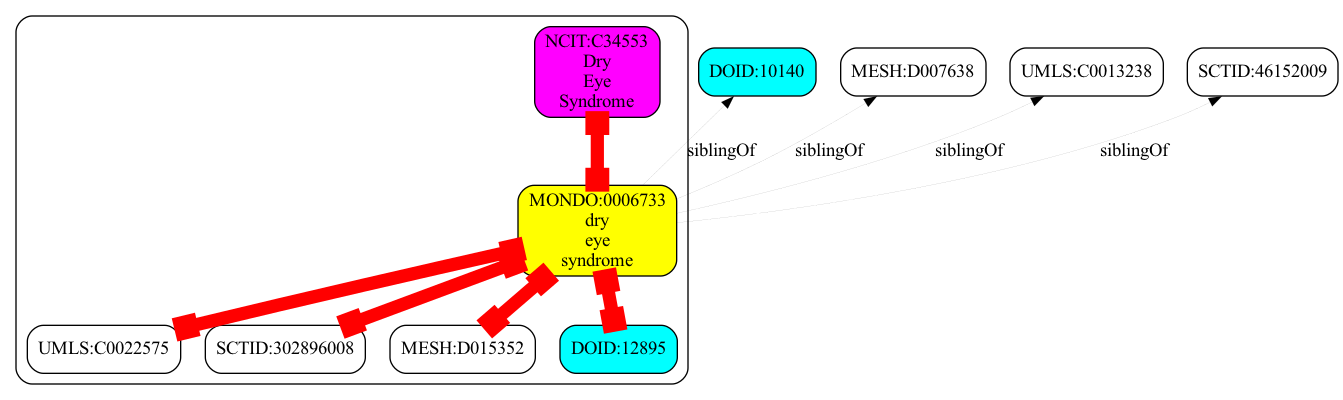 NCIT:C34553
Dry
Eye
Syndrome
DOID:10140
MESH:D007638
UMLS:C0013238
SCTID:46152009
siblingOf
siblingOf
siblingOf
siblingOf
MONDO:0006733
dry
eye
syndrome
UMLS:C0022575
SCTID:302896008
MESH:D015352
DOID:12895